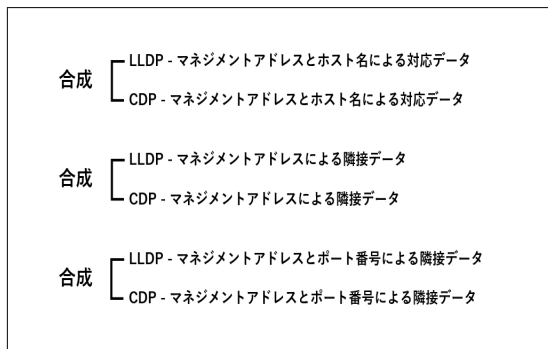 合成
LLDP - マネジメントアドレスとホスト名による対応データ
CDP - マネジメントアドレスとホスト名による対応データ
合成
LLDP - マネジメントアドレスによる隣接データ
CDP - マネジメントアドレスによる隣接データ
合成
LLDP - マネジメントアドレスとポート番号による隣接データ
CDP - マネジメントアドレスとポート番号による隣接データ